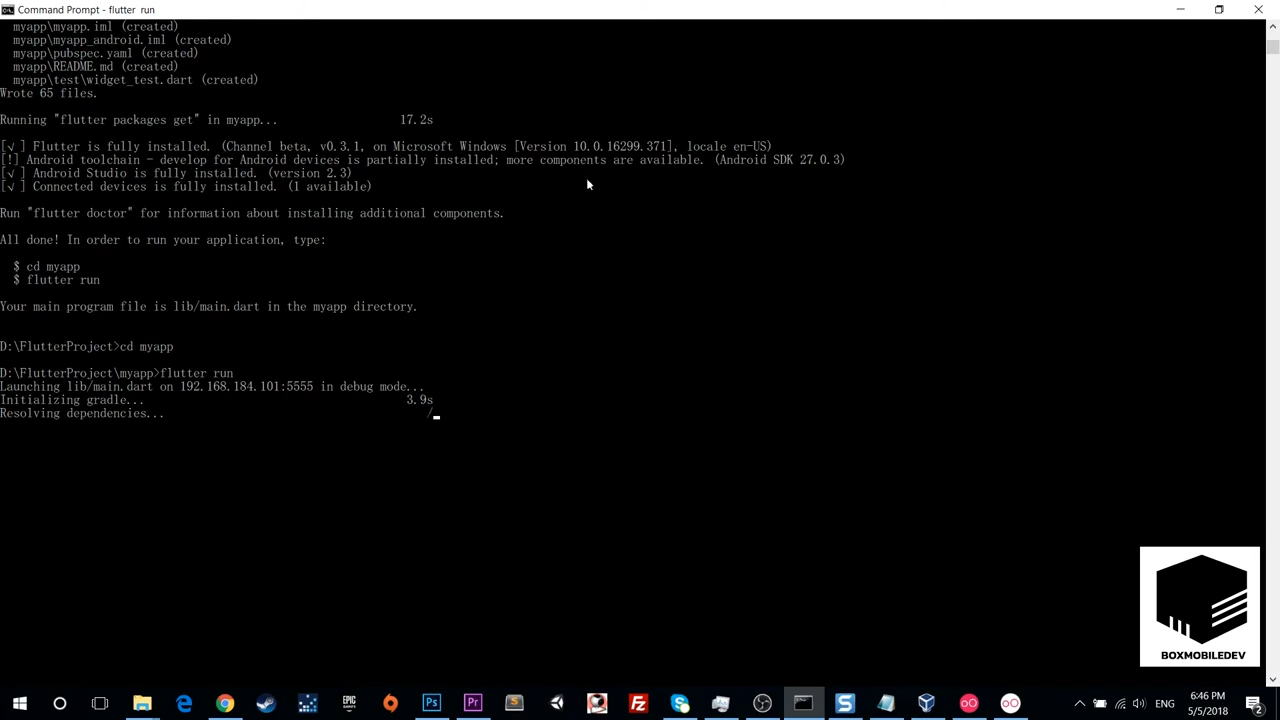 Command Prompt - flutter  run
myapp\myapp.iml (created)
myapp\myapp_android.iml (created)
myapp\pubspec.yaml (created)
myapp\README.md (created)
myapp\test\widget_test.dart (created)
Wrote 65 files.
Running "flutter packages get" in myapp...                   17.2s
[√] Flutter is fully installed. (Channel beta, v0.3.1, on Microsoft Windows [Version 10.0.16299.371], locale en-US)
[!] Android toolchain - develop for Android devices is partially installed; more components are available. (Android SDK 27.0.3)
[√] Android Studio is fully installed. (version 2.3)
[√] Connected devices is fully installed. (1 available)
Run "flutter doctor" for information about installing additional components.
All done! In order to run your application, type:
$ cd myapp
$ flutter run
Your main program file is lib/main.dart in the myapp directory.
D:\FlutterProject>cd myapp
D:\FlutterProject\myapp>flutter run
Launching lib/main.dart on 192.168.184.101:5555 in debug mode...
Initializing gradle...                                        3.9s
Resolving dependencies...                                        /
BOXMOBILEDEV
Ps
Pr
EPIC
GAMES
Fz
S
ENG
6:46 PM
5/5/2018
2